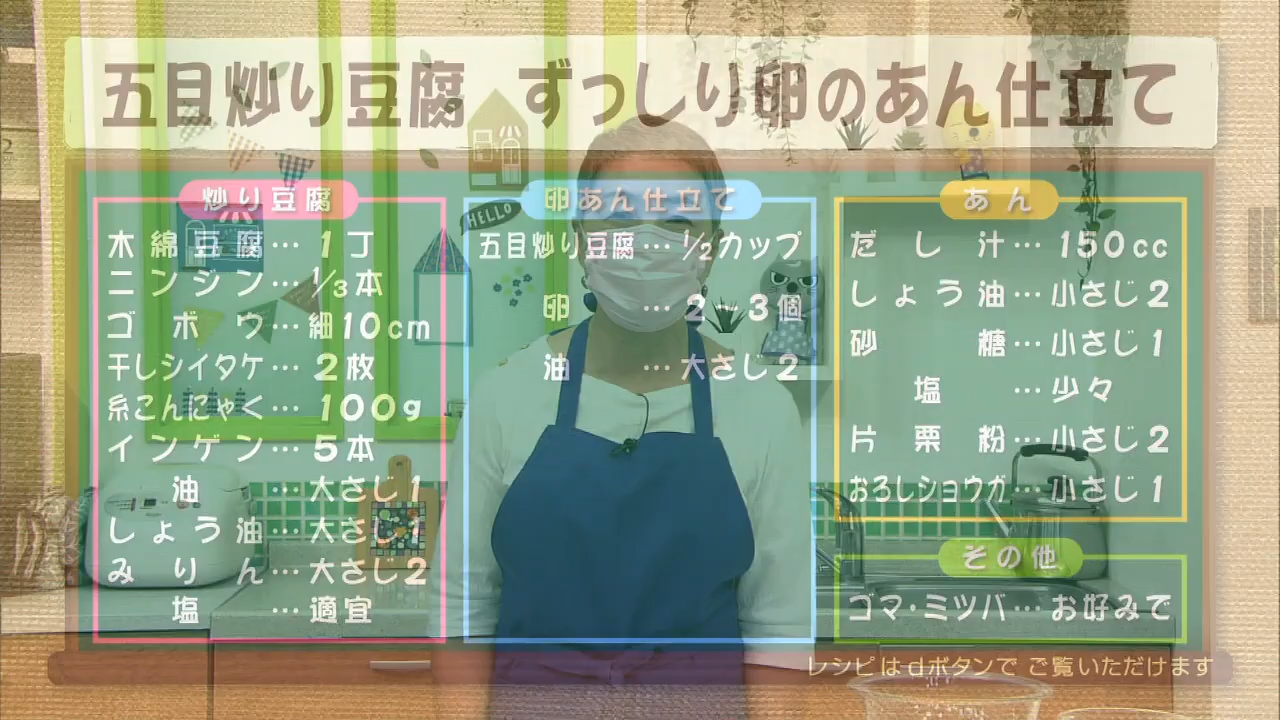 五目炒り豆腐 ずっしり卵のあん仕立て
炒り豆腐
木綿豆腐…1丁
ニンジン…1/3本
ゴボウ…細10cm
干しシイタケ…2枚
糸こんにゃく…100g
インゲン…5本
油…大さじ1
しょう油…大さじ1
みりん…大さじ2
塩…適宜
卵あん仕立て
五目炒り豆腐…1/2カップ
卵…2~3個
油…大さじ2
あん
だし汁…150cc
しょう油…小さじ2
砂糖…小さじ1
塩…少々
片栗粉…小さじ2
おろしショウガ…小さじ1
その他
ゴマ・ミツバ…お好みで
レシピはdボタンで ご覧いただけます
HELLO
2